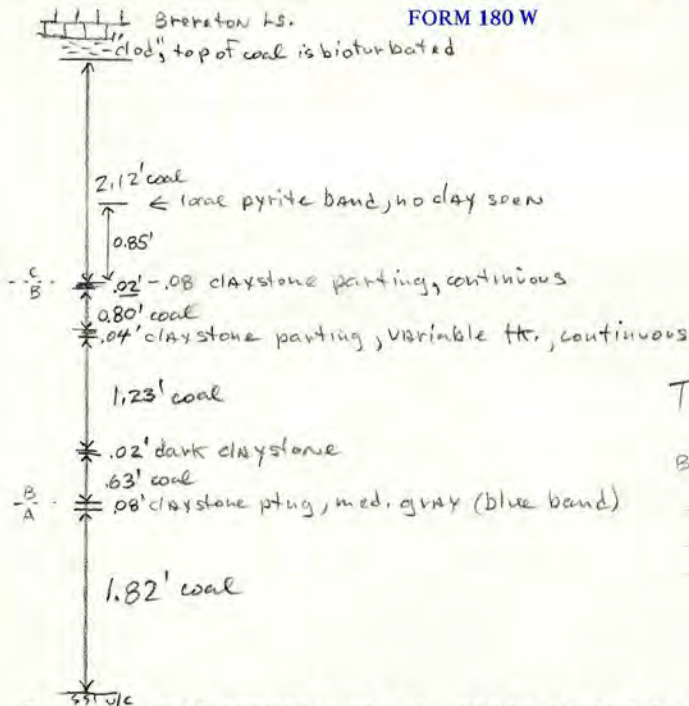 Brereton Ls.
FORM 180 W
"clod", top of coal is bioturbated
2.12' coal
← local pyrite band, no clay seen
0.85'
C
B
.02' - .08 claystone parting, continuous
0.80' coal
.04' claystone parting, variable tk., continuous
1.23' coal
T
.02' dark claystone
B
.63' coal
B
A
.08' claystone ptng, med. gray (blue band)
1.82' coal
u/c